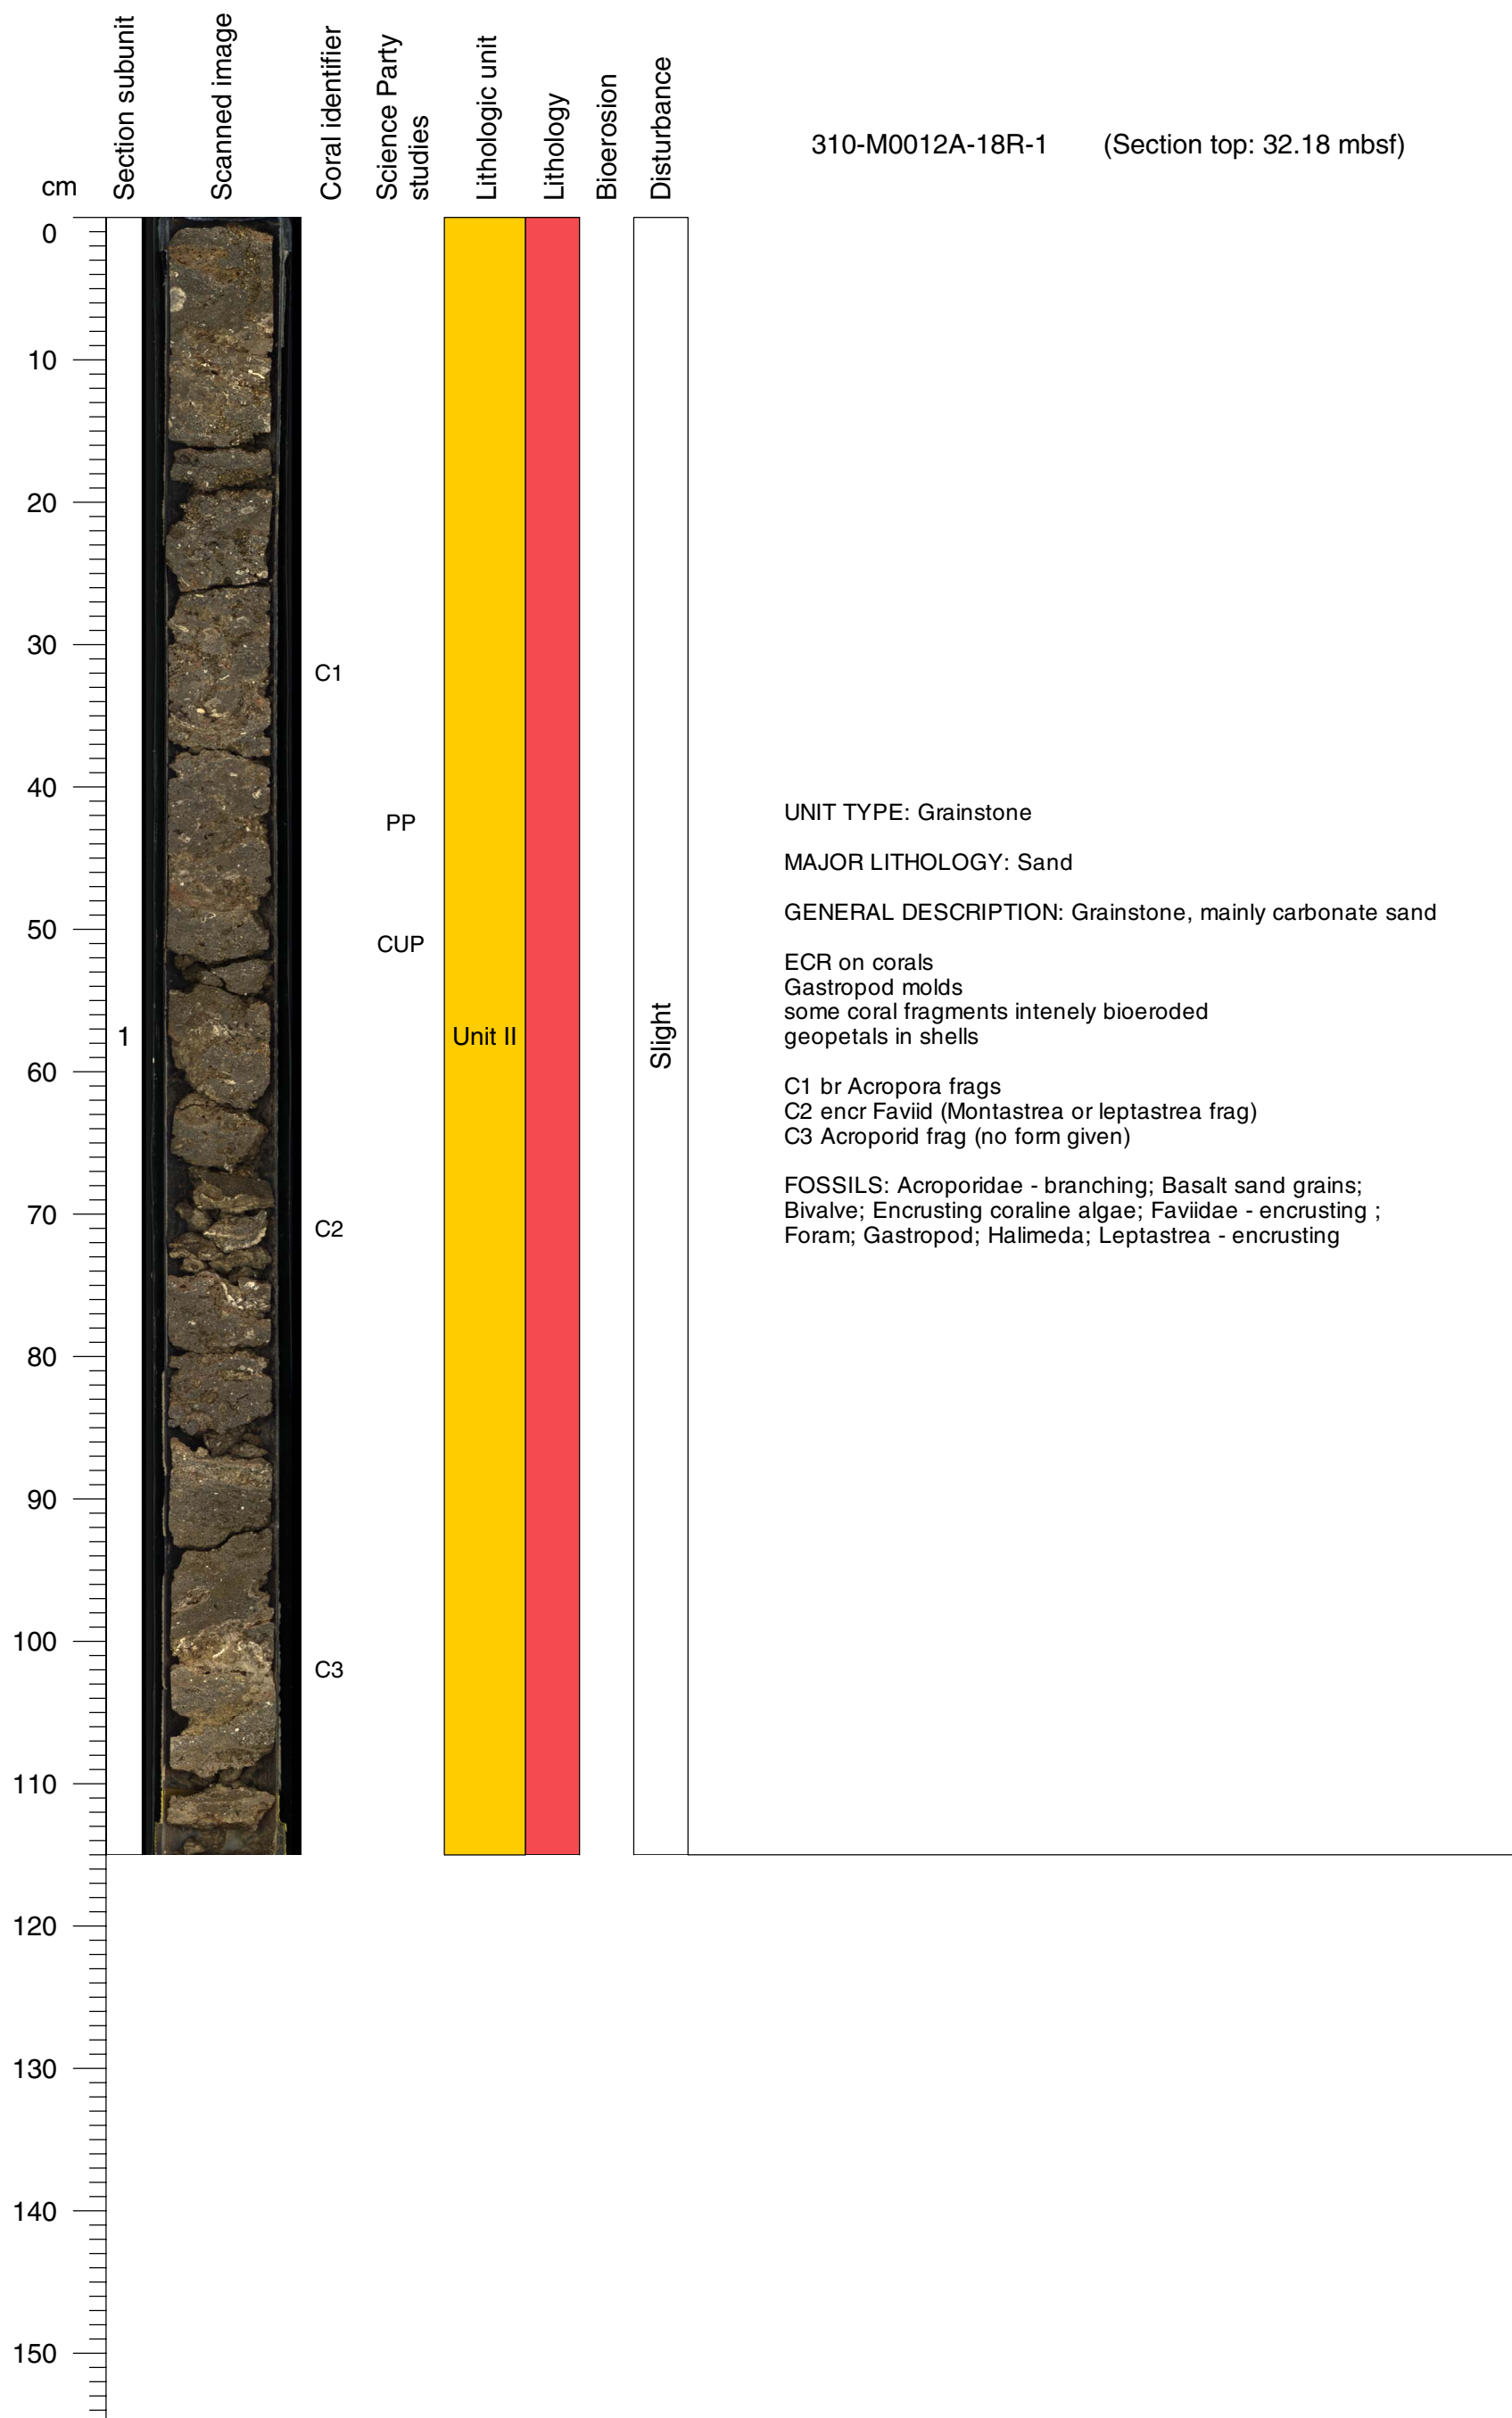 Section subunit
Scanned image
Coral identifier
Science Party studies
Lithologic unit
Lithology
Bioerosion
Disturbance
310-M0012A-18R-1 (Section top: 32.18 mbsf)
cm
0
10
20
30
C1
40
PP
UNIT TYPE: Grainstone
MAJOR LITHOLOGY: Sand
GENERAL DESCRIPTION: Grainstone, mainly carbonate sand
50
CUP
ECR on corals
Gastropod molds
some coral fragments intenely bioeroded
geopetals in shells
1
Unit II
Slight
60
C1 br Acropora frags
C2 encr Faviid (Montastrea or leptastrea frag)
C3 Acroporid frag (no form given)
FOSSILS: Acroporidae - branching; Basalt sand grains;
Bivalve; Encrusting coraline algae; Faviidae - encrusting ;
Foram; Gastropod; Halimeda; Leptastrea - encrusting
70
C2
80
90
100
C3
110
120
130
140
150